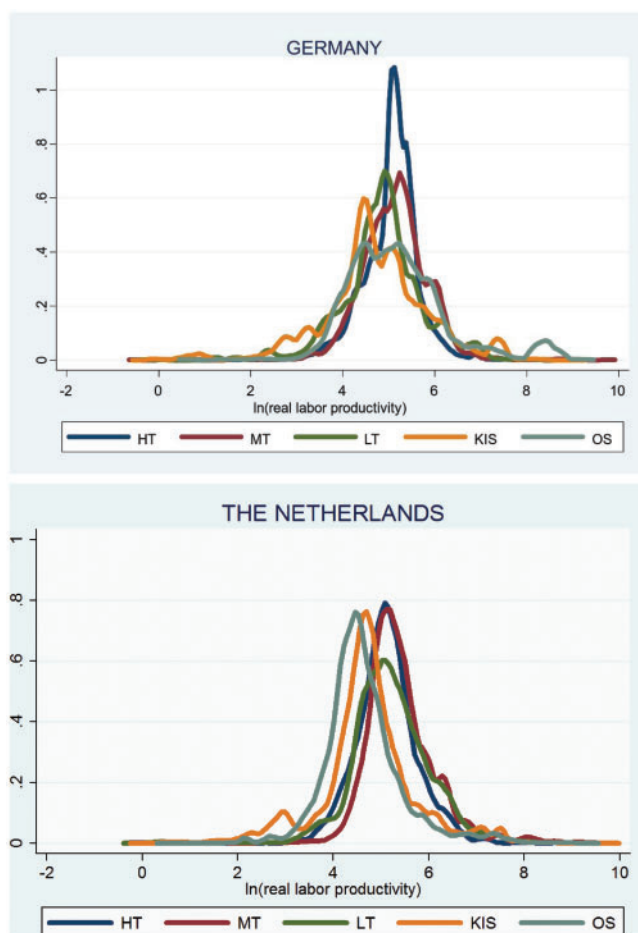 GERMANY
1
.8
.6
.4
.2
0
-2 0 2 4 6 8 10
ln(real labor productivity)
HT MT LT KIS OS
THE NETHERLANDS
1
.8
.6
.4
.2
0
-2 0 2 4 6 8 10
ln(real labor productivity)
HT MT LT KIS OS